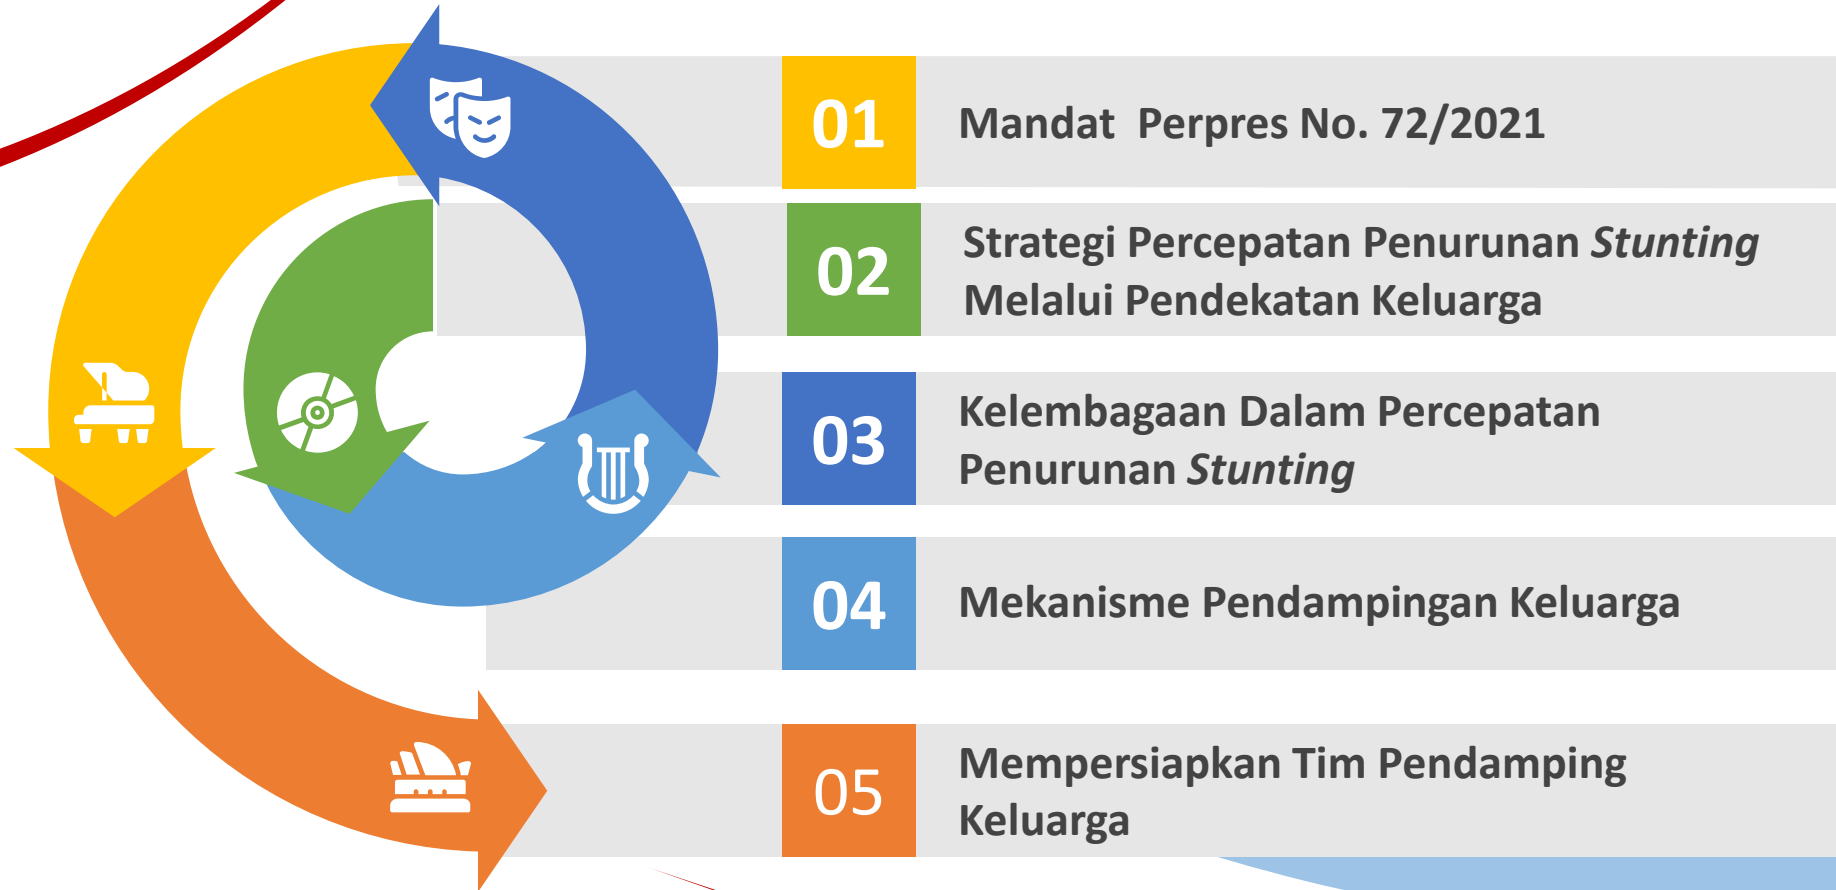 01
Mandat Perpres No. 72/2021
02
Strategi Percepatan Penurunan Stunting
Melalui Pendekatan Keluarga
03
Kelembagaan Dalam Percepatan
Penurunan Stunting
04
Mekanisme Pendampingan Keluarga
05
Mempersiapkan Tim Pendamping
Keluarga